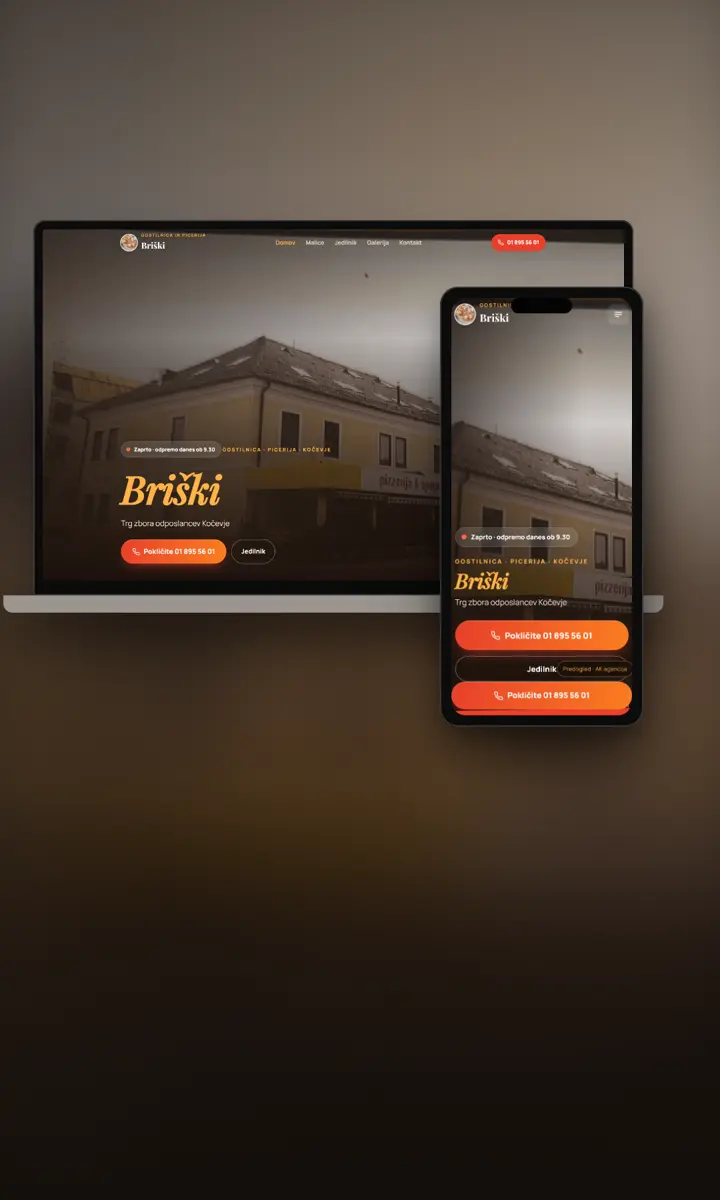 GOSTILNICA IN PICERIJA
Briški
Domov Malice Jedilnik Galerija Kontakt
01 895 56 01
Zaprto · odpremo danes ob 9.30
GOSTILNICA · PICERIJA · KOČEVJE
Briški
Trg zbora odposlancev Kočevje
Pokličite 01 895 56 01
Jedilnik
pizzerija &
GOSTILNIC
Briški
Zaprto · odpremo danes ob 9.30
GOSTILNICA · PICERIJA · KOČEVJE
Briški
Trg zbora odposlancev Kočevje
pizzerija
Pokličite 01 895 56 01
Jedilnik
Predogled · AK agencija
Pokličite 01 895 56 01